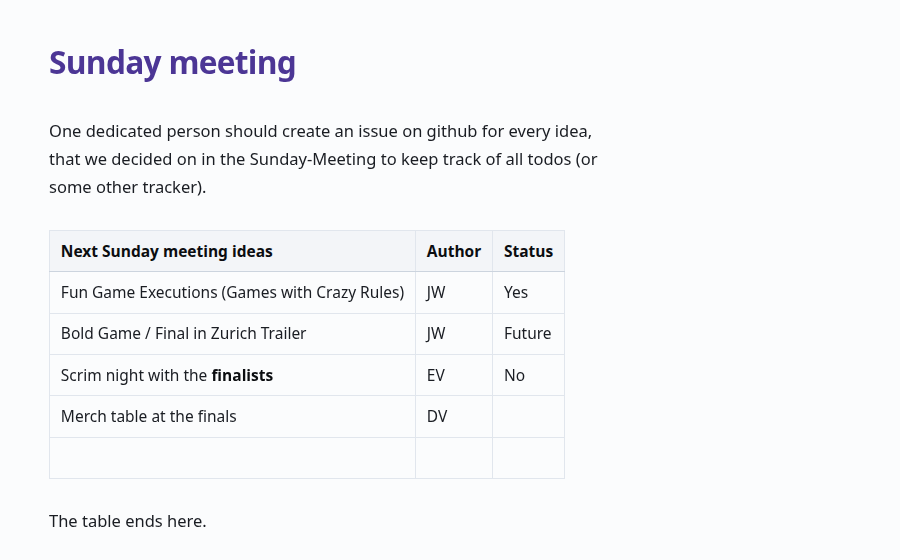 Sunday meeting
One dedicated person should create an issue on github for every idea,
that we decided on in the Sunday-Meeting to keep track of all todos (or
some other tracker).
Next Sunday meeting ideas Author Status
Fun Game Executions (Games with Crazy Rules) JW Yes
Bold Game / Final in Zurich Trailer JW Future
Scrim night with the finalists EV No
Merch table at the finals DV
The table ends here.